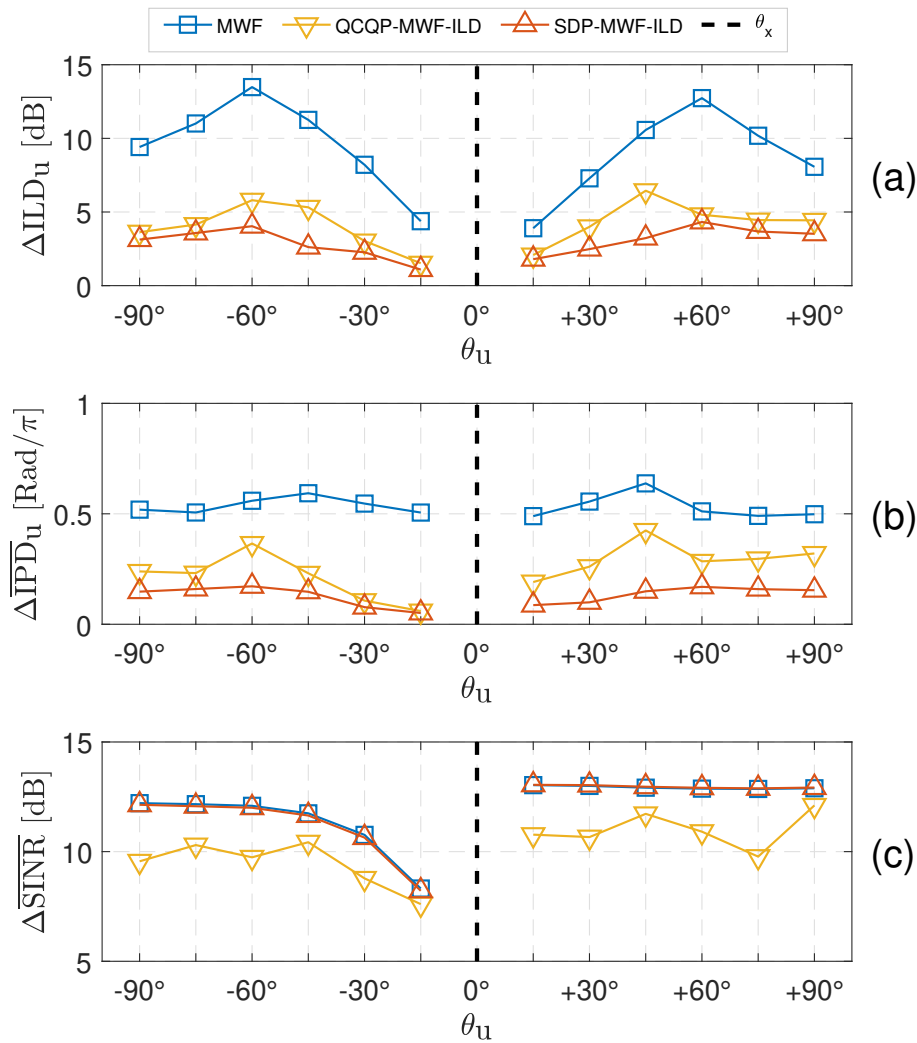 MWF QCQP-MWF-ILD SDP-MWF-ILD θx
15
10
5
0
ΔILDu [dB]
-90° -60° -30° 0° +30° +60° +90°
θu
(a)
1
0.5
0
ΔI̅P̅D̅u [Rad/π]
-90° -60° -30° 0° +30° +60° +90°
θu
(b)
15
10
5
ΔS̅I̅N̅R̅ [dB]
-90° -60° -30° 0° +30° +60° +90°
θu
(c)